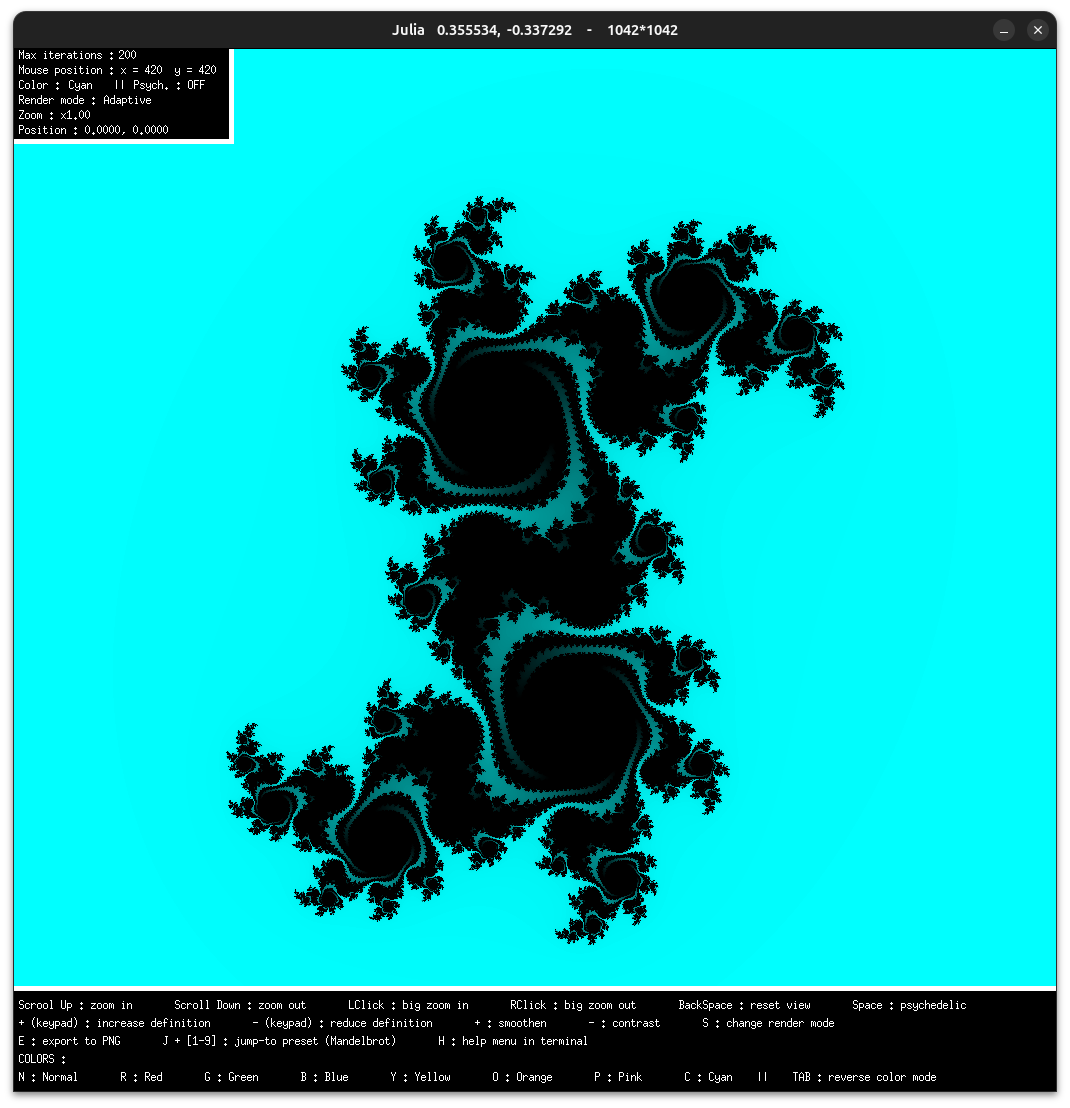 Julia 0.355534, -0.337292 - 1042*1042
Max iterations : 200
Mouse position : x = 420 y = 420
Color : Cyan || Psych. : OFF
Render mode : Adaptive
Zoom : x1.00
Position : 0.0000, 0.0000
Scrool Up : zoom in Scroll Down : zoom out LClick : big zoom in RClick : big zoom out BackSpace : reset view Space : psychedelic
+ (keypad) : increase definition - (keypad) : reduce definition + : smoothen - : contrast S : change render mode
E : export to PNG J + [1-9] : jump-to preset (Mandelbrot) H : help menu in terminal
COLORS :
N : Normal R : Red G : Green B : Blue Y : Yellow O : Orange P : Pink C : Cyan || TAB : reverse color mode